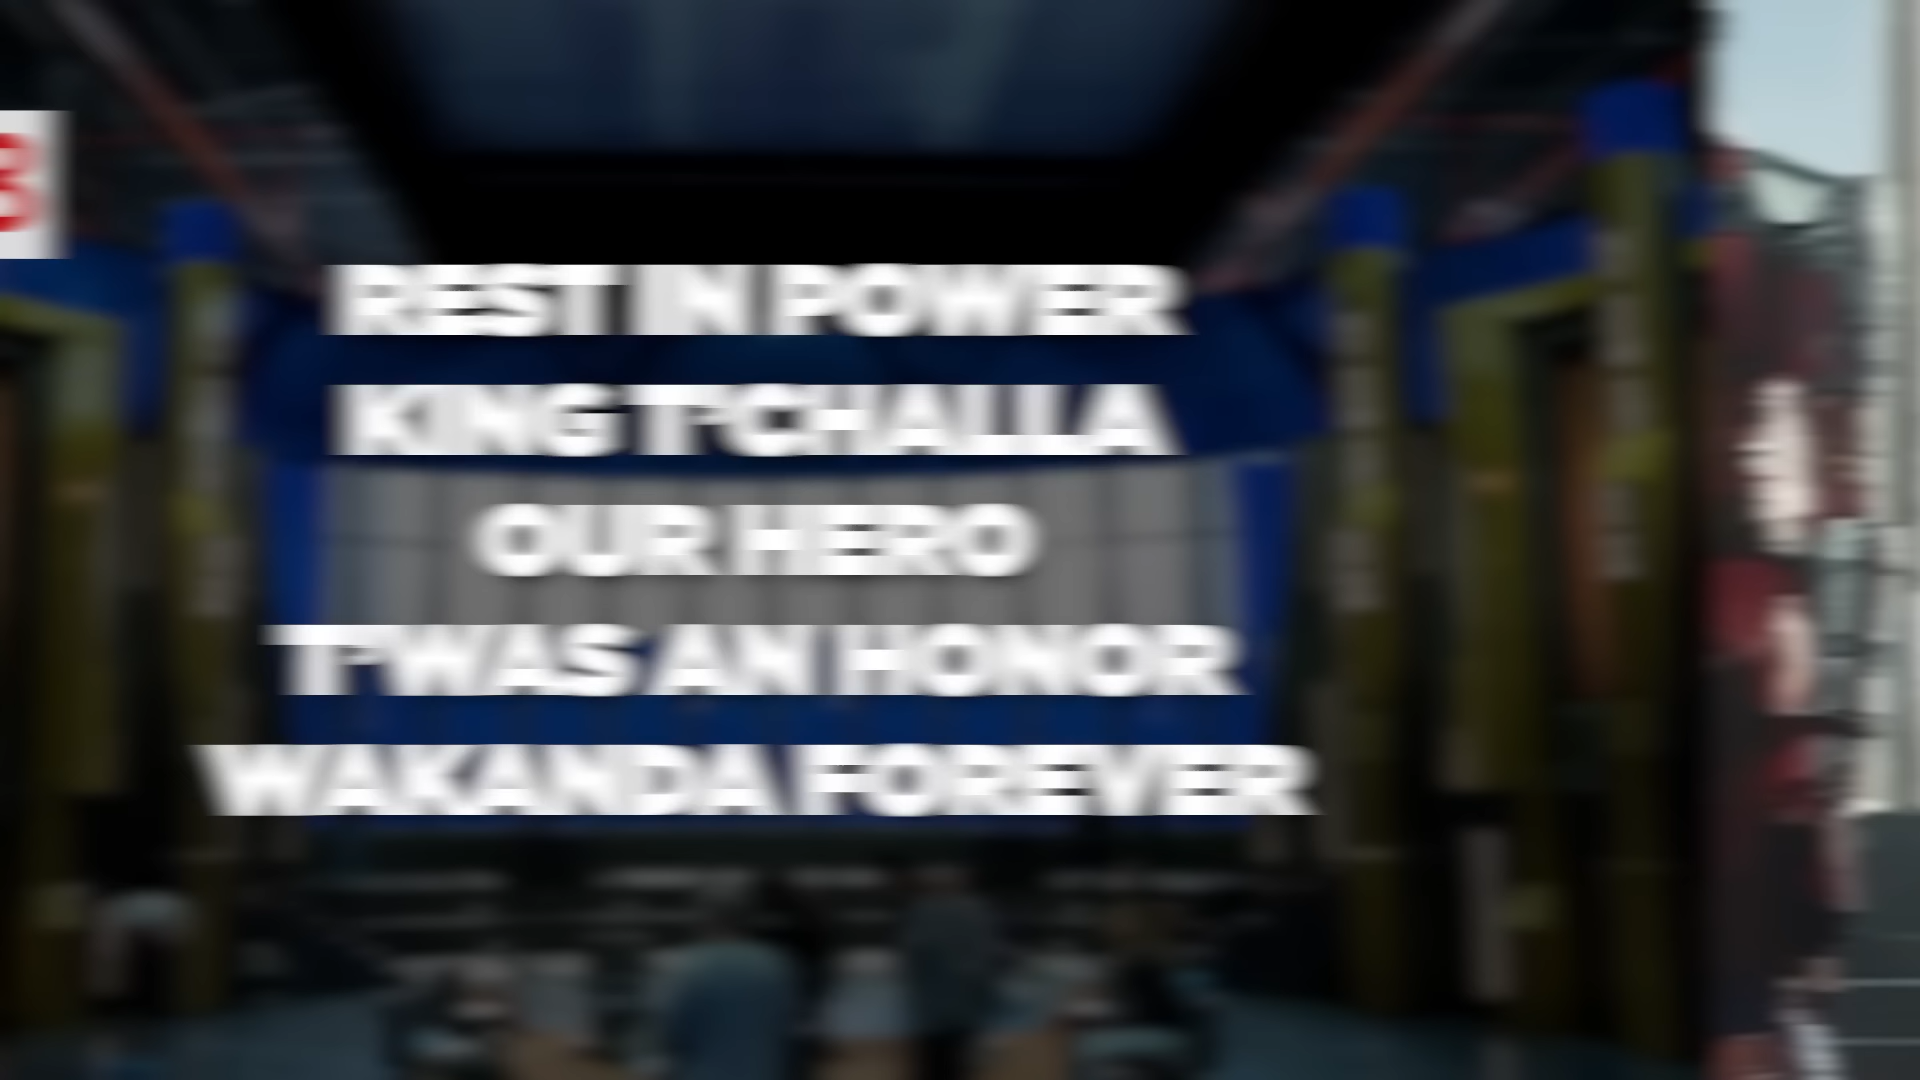 REST IN POWER
KING T'CHALLA
OUR HERO
T'WAS AN HONOR
WAKANDA FOREVER